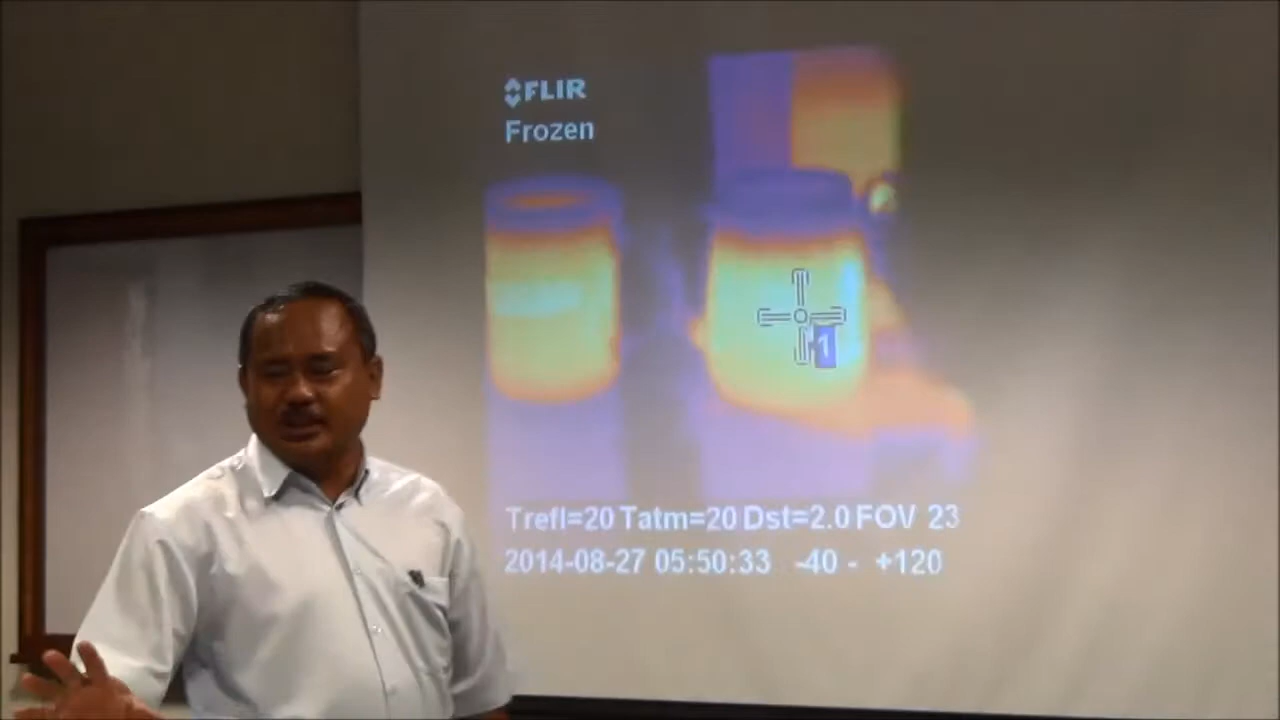 FLIR
Frozen
1
Trefl=20 Tatm=20 Dst=2.0 FOV 23
2014-08-27 05:50:33 -40 - +120